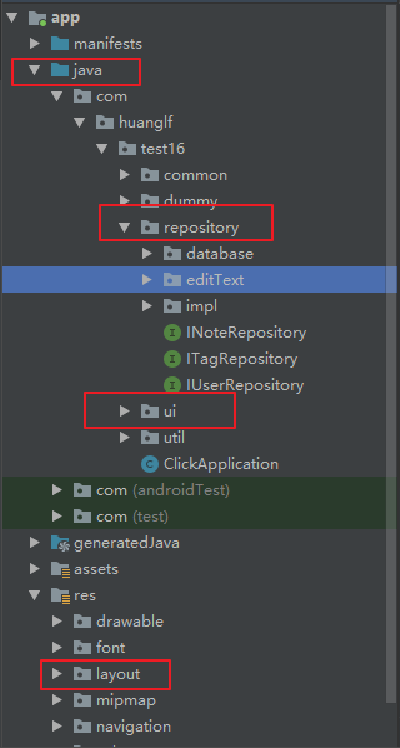 app
manifests
java
com
huanglf
test16
common
dummy
repository
database
editText
impl
I INoteRepository
I ITagRepository
I IUserRepository
ui
util
C ClickApplication
com (androidTest)
com (test)
generatedJava
assets
res
drawable
font
layout
mipmap
navigation